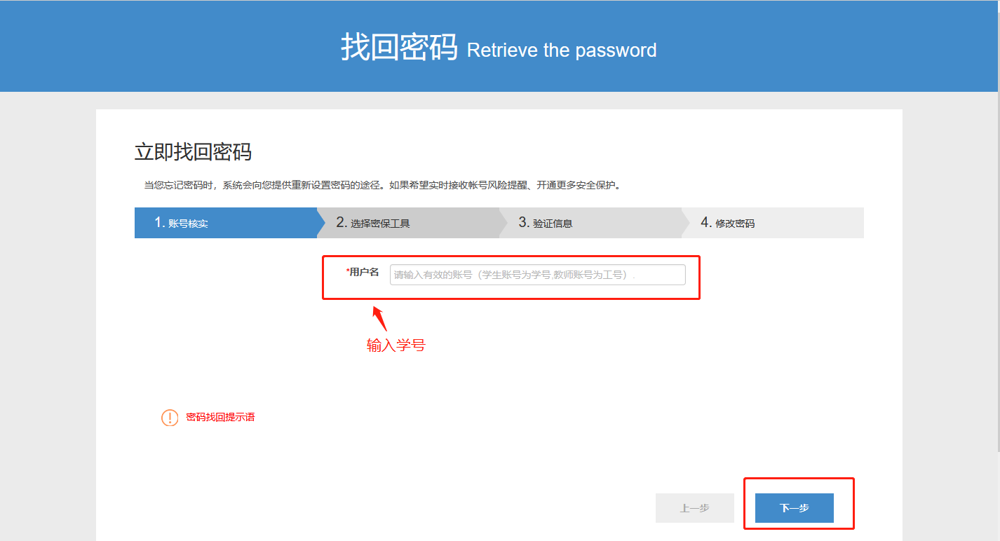 找回密码 Retrieve the password
立即找回密码
当您忘记密码时，系统会向您提供重新设置密码的途径。如果希望实时接收帐号风险提醒、开通更多安全保护。
1. 账号核实 2. 选择密保工具 3. 验证信息 4. 修改密码
*用户名 请输入有效的账号（学生账号为学号,教师账号为工号）.
输入学号
密码找回提示语
上一步 下一步